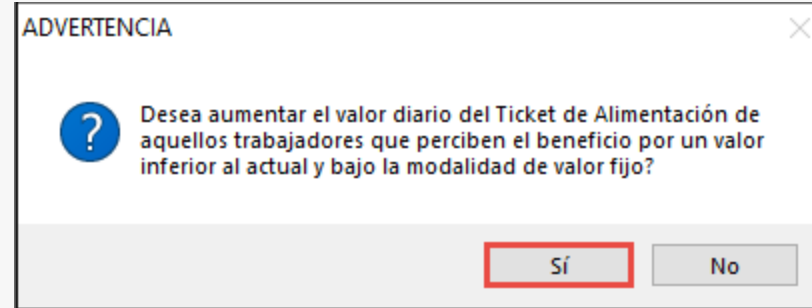 ADVERTENCIA
Desea aumentar el valor diario del Ticket de Alimentación de
aquellos trabajadores que perciben el beneficio por un valor
inferior al actual y bajo la modalidad de valor fijo?
Sí
No